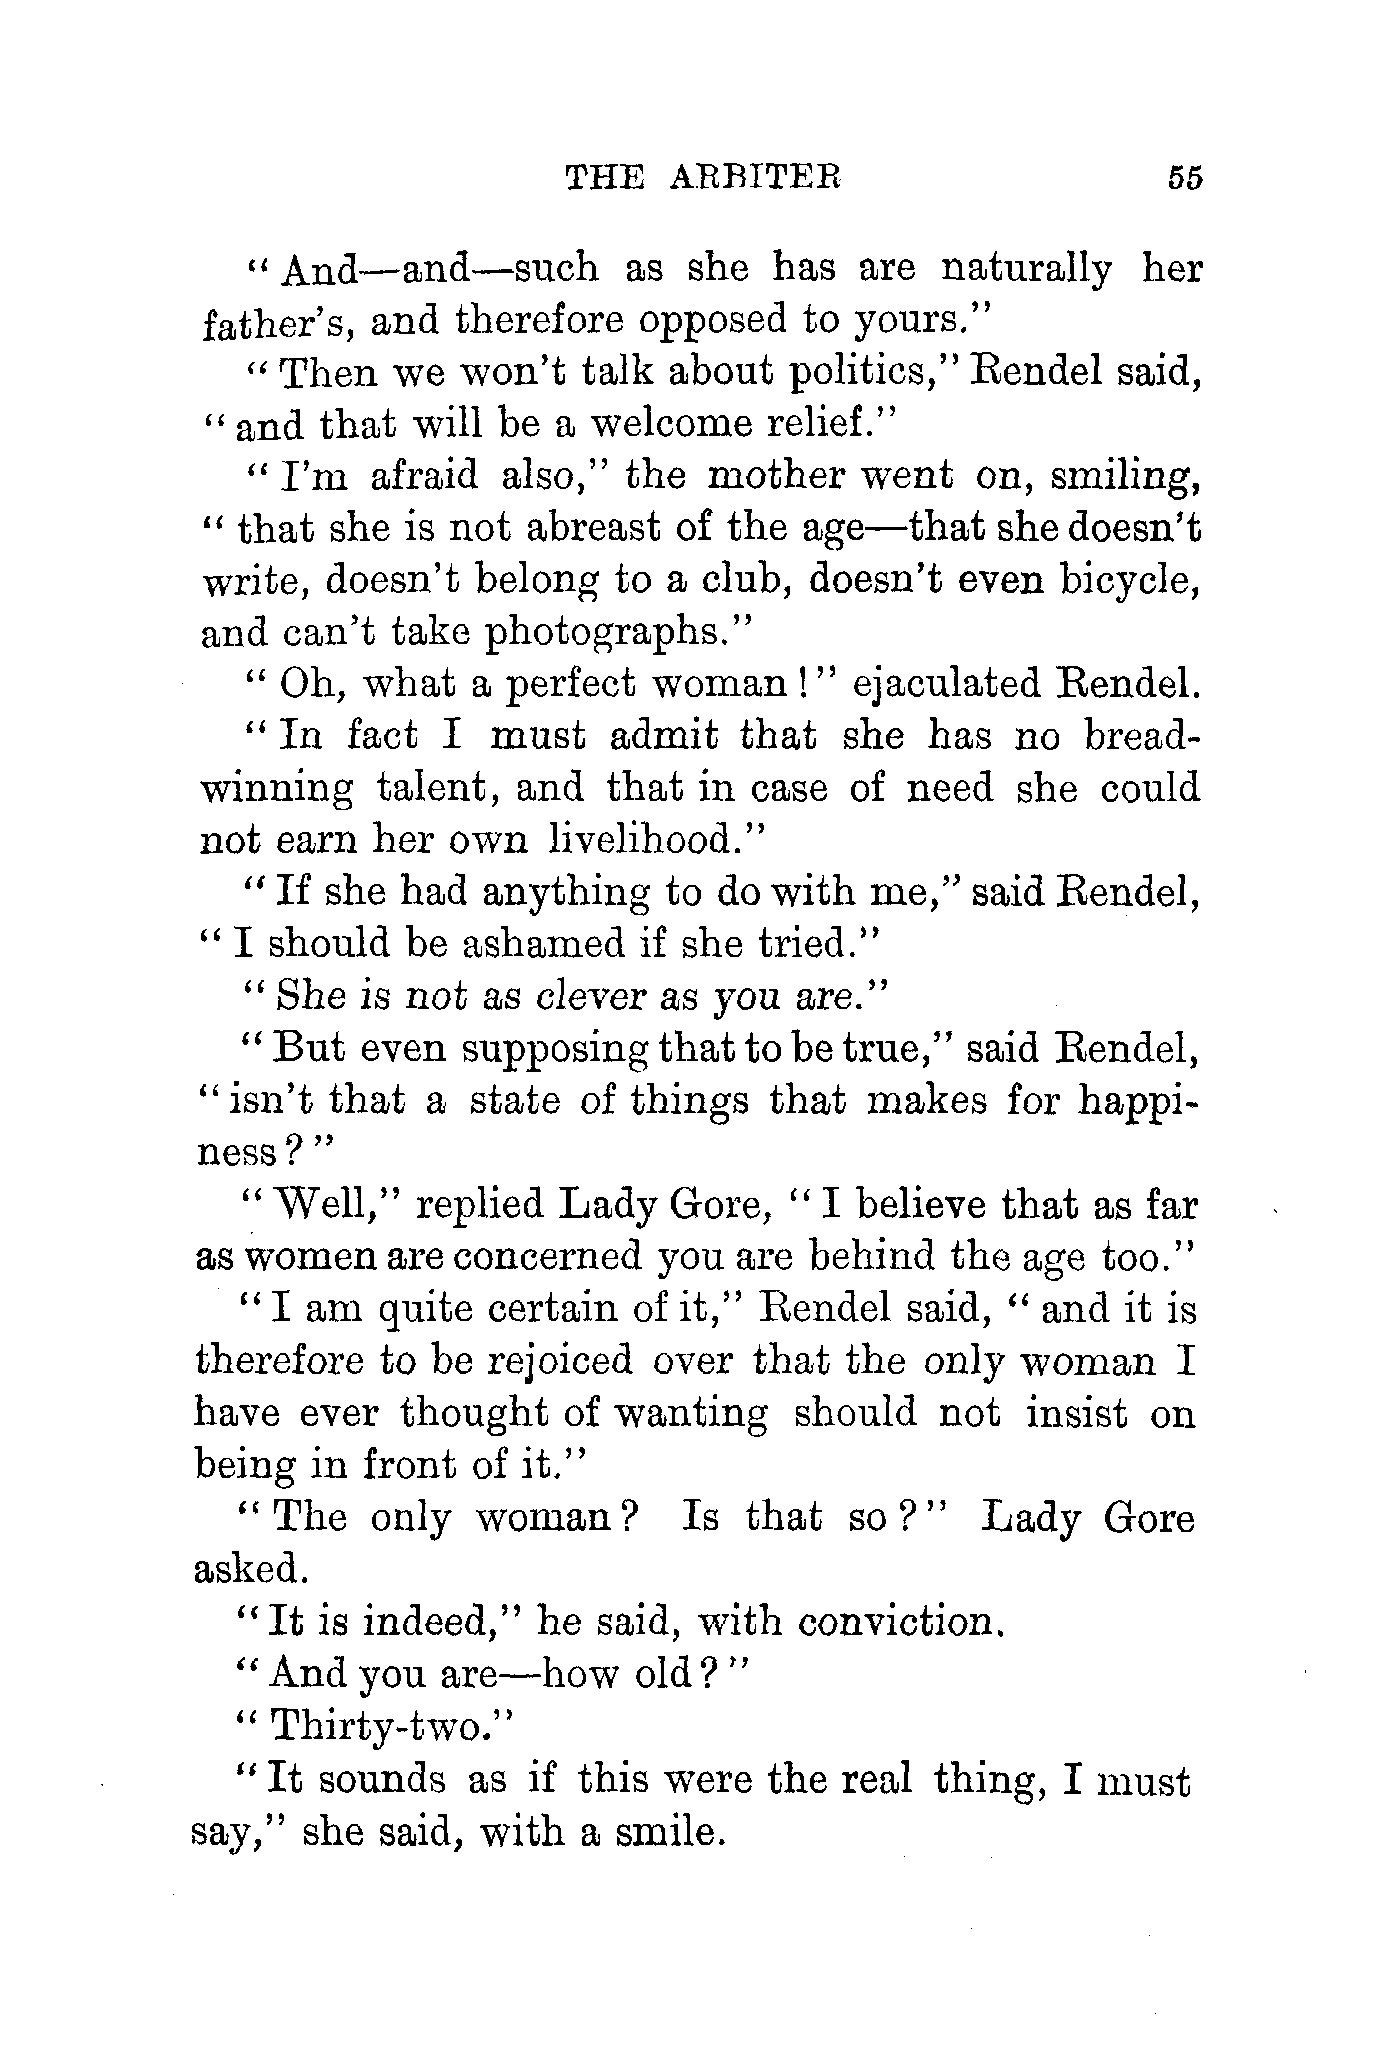 THE ARBITER 55
"And—and—such as she has are naturally her
father's, and therefore opposed to yours."
"Then we won't talk about politics," Rendel said,
"and that will be a welcome relief."
"I'm afraid also," the mother went on, smiling,
"that she is not abreast of the age—that she doesn't
write, doesn't belong to a club, doesn't even bicycle,
and can't take photographs."
"Oh, what a perfect woman!" ejaculated Rendel.
"In fact I must admit that she has no bread-
winning talent, and that in case of need she could
not earn her own livelihood."
"If she had anything to do with me," said Rendel,
"I should be ashamed if she tried."
"She is not as clever as you are."
"But even supposing that to be true," said Rendel,
"isn't that a state of things that makes for happi-
ness?"
"Well," replied Lady Gore, "I believe that as far
as women are concerned you are behind the age too."
"I am quite certain of it," Rendel said, "and it is
therefore to be rejoiced over that the only woman I
have ever thought of wanting should not insist on
being in front of it."
"The only woman? Is that so?" Lady Gore
asked.
"It is indeed," he said, with conviction.
"And you are—how old?"
"Thirty-two."
"It sounds as if this were the real thing, I must
say," she said, with a smile.